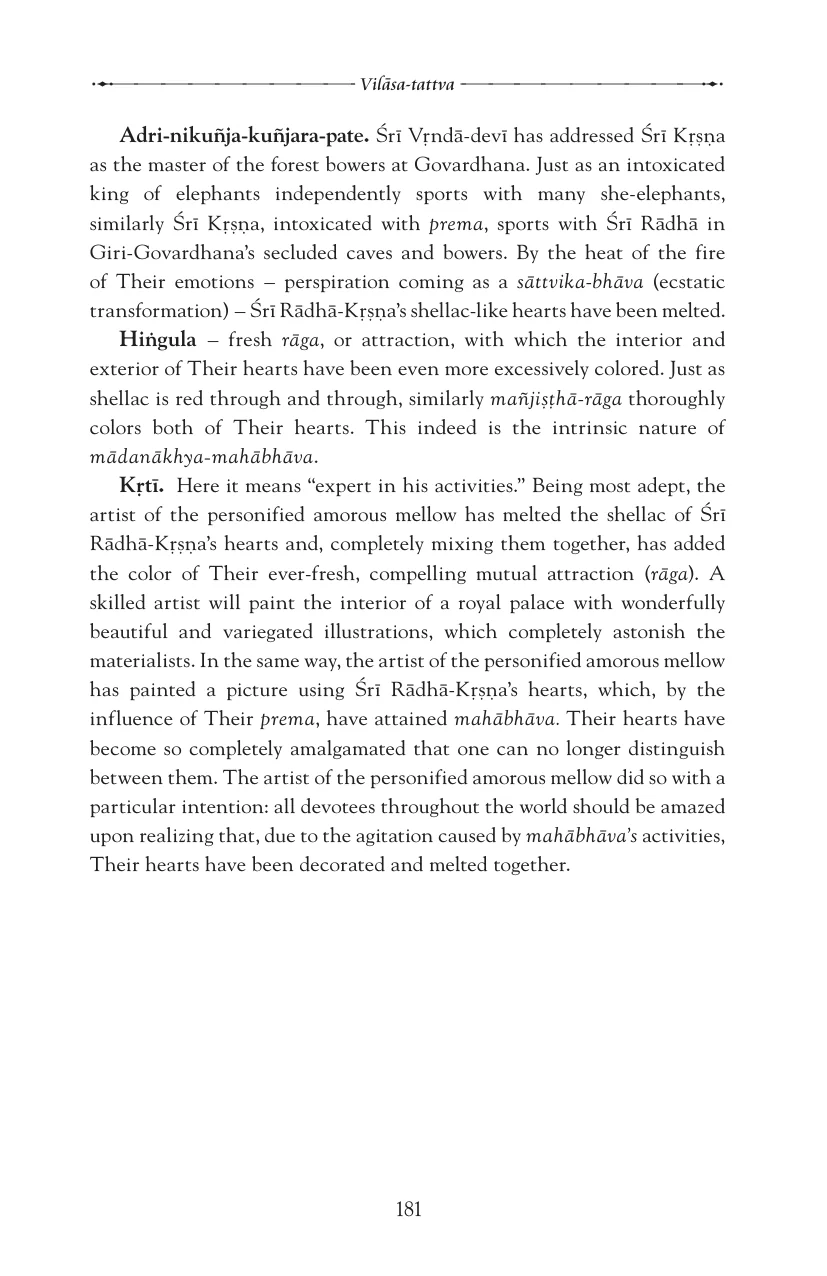 Vilāsa-tattva
Adri-nikuñja-kuñjara-pate. Śrī Vṛndā-devī has addressed Śrī Kṛṣṇa
as the master of the forest bowers at Govardhana. Just as an intoxicated
king of elephants independently sports with many she-elephants,
similarly Śrī Kṛṣṇa, intoxicated with prema, sports with Śrī Rādhā in
Giri-Govardhana’s secluded caves and bowers. By the heat of the fire
of Their emotions – perspiration coming as a sāttvika-bhāva (ecstatic
transformation) – Śrī Rādhā-Kṛṣṇa’s shellac-like hearts have been melted.
Hiṅgula – fresh rāga, or attraction, with which the interior and
exterior of Their hearts have been even more excessively colored. Just as
shellac is red through and through, similarly mañjiṣṭhā-rāga thoroughly
colors both of Their hearts. This indeed is the intrinsic nature of
mādanākhya-mahābhāva.
Kṛtī. Here it means “expert in his activities.” Being most adept, the
artist of the personified amorous mellow has melted the shellac of Śrī
Rādhā-Kṛṣṇa’s hearts and, completely mixing them together, has added
the color of Their ever-fresh, compelling mutual attraction (rāga). A
skilled artist will paint the interior of a royal palace with wonderfully
beautiful and variegated illustrations, which completely astonish the
materialists. In the same way, the artist of the personified amorous mellow
has painted a picture using Śrī Rādhā-Kṛṣṇa’s hearts, which, by the
influence of Their prema, have attained mahābhāva. Their hearts have
become so completely amalgamated that one can no longer distinguish
between them. The artist of the personified amorous mellow did so with a
particular intention: all devotees throughout the world should be amazed
upon realizing that, due to the agitation caused by mahābhāva’s activities,
Their hearts have been decorated and melted together.
181